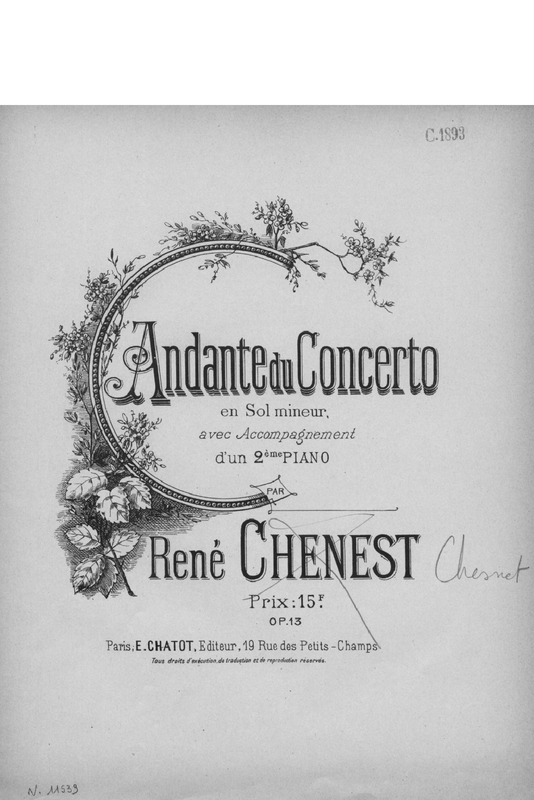 C.1893
Andante du Concerto
en Sol mineur,
avec Accompagnement
d'un 2ème PIANO
PAR
René CHENEST
Chesnet
Prix: 15F.
OP. 13
Paris, E. CHATOT, Editeur, 19 Rue des Petits-Champs
Tous droits d'exécution, de traduction et de reproduction réservés.
N. 11539